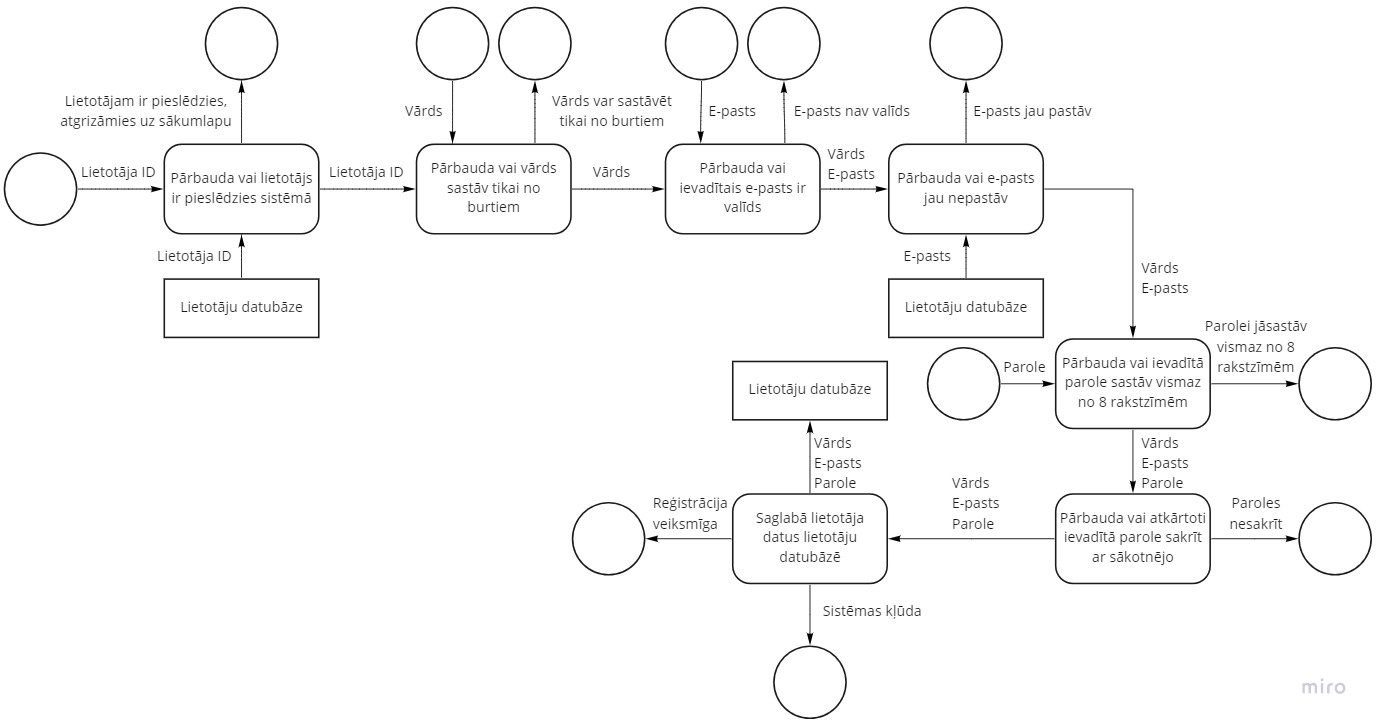 Lietotājam ir pieslēdzies,
atgrizāmies uz sākumlapu
Vārds
Vārds var sastāvēt
tikai no burtiem
E-pasts
E-pasts nav valīds
E-pasts jau pastāv
Lietotāja ID
Pārbauda vai lietotājs
ir pieslēdzies sistēmā
Lietotāja ID
Pārbauda vai vārds
sastāv tikai no
burtiem
Vārds
Pārbauda vai
ievadītais e-pasts ir
valīds
Vārds
E-pasts
Pārbauda vai e-pasts
jau nepastāv
Lietotāja ID
E-pasts
Lietotāju datubāze
Lietotāju datubāze
Vārds
E-pasts
Parole
Pārbauda vai ievadītā
parole sastāv vismaz
no 8 rakstzīmēm
Parolei jāsastāv
vismaz no 8
rakstzīmēm
Lietotāju datubāze
Vārds
E-pasts
Parole
Vārds
E-pasts
Parole
Reģistrācija
veiksmīga
Saglabā lietotāja
datus lietotāju
datubāzē
Vārds
E-pasts
Parole
Pārbauda vai atkārtoti
ievadītā parole sakrīt
ar sākotnējo
Paroles
nesakrīt
Sistēmas kļūda
miro